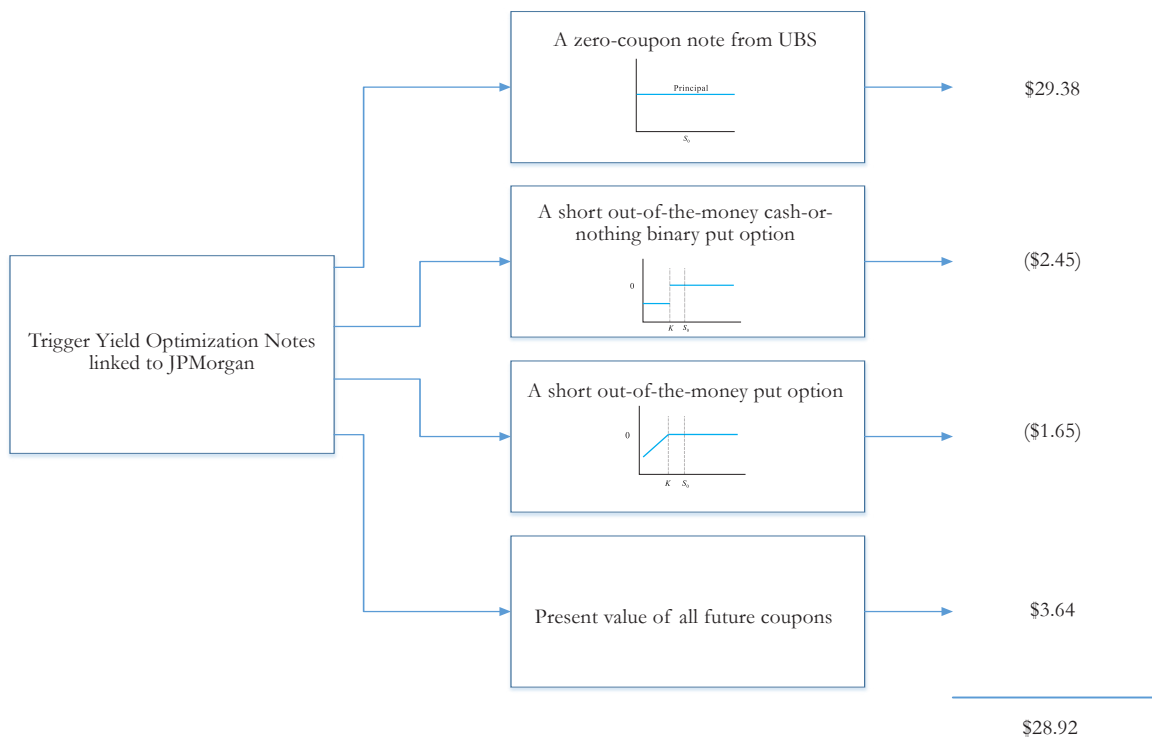 A zero-coupon note from UBS
Principal
S₀
$29.38
A short out-of-the-money cash-or-
nothing binary put option
0
K S₀
($2.45)
Trigger Yield Optimization Notes
linked to JPMorgan
A short out-of-the-money put option
0
K S₀
($1.65)
Present value of all future coupons
$3.64
$28.92